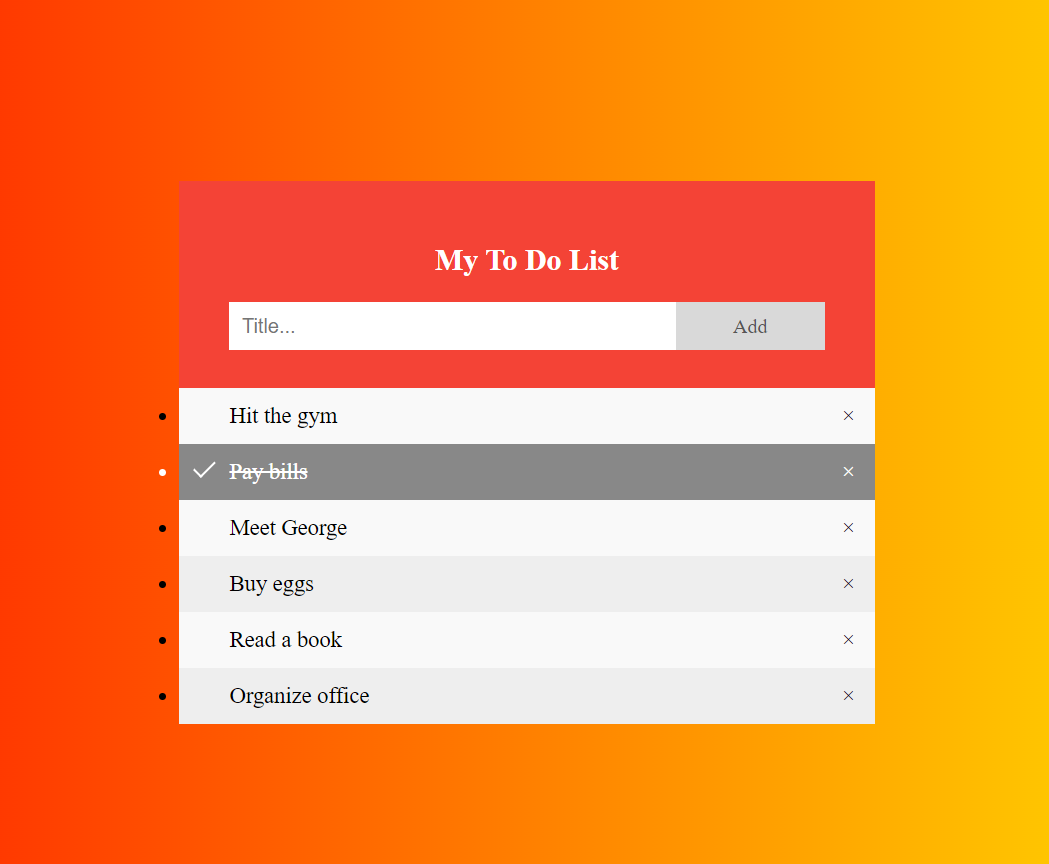 My To Do List
Title... Add
Hit the gym ×
Pay bills ×
Meet George ×
Buy eggs ×
Read a book ×
Organize office ×